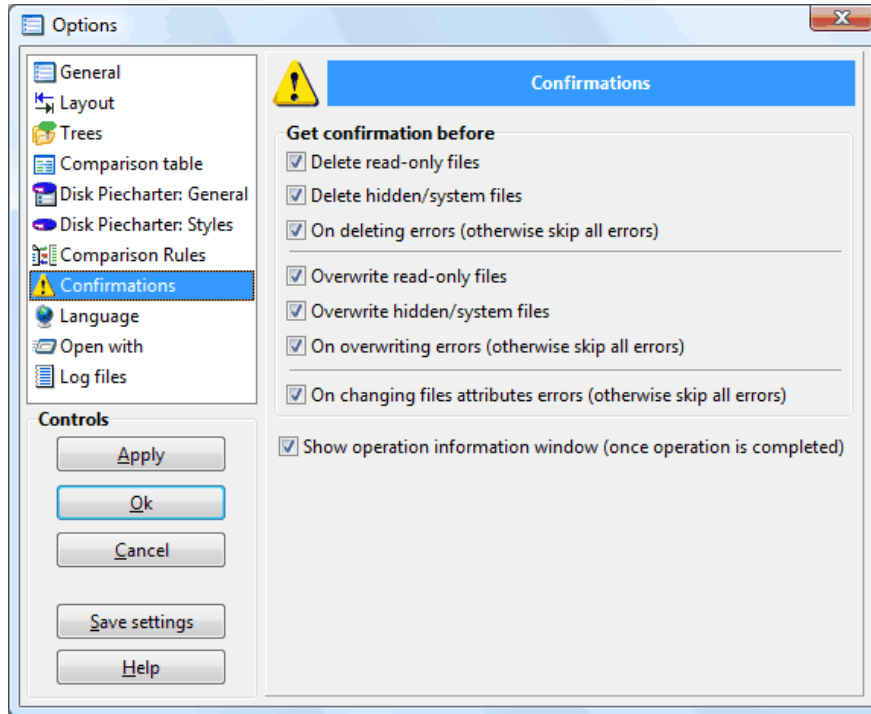 Options
General
Layout
Trees
Comparison table
Disk Piecharter: General
Disk Piecharter: Styles
Comparison Rules
Confirmations
Language
Open with
Log files
Controls
Apply
Ok
Cancel
Save settings
Help
Confirmations
Get confirmation before
Delete read-only files
Delete hidden/system files
On deleting errors (otherwise skip all errors)
Overwrite read-only files
Overwrite hidden/system files
On overwriting errors (otherwise skip all errors)
On changing files attributes errors (otherwise skip all errors)
Show operation information window (once operation is completed)